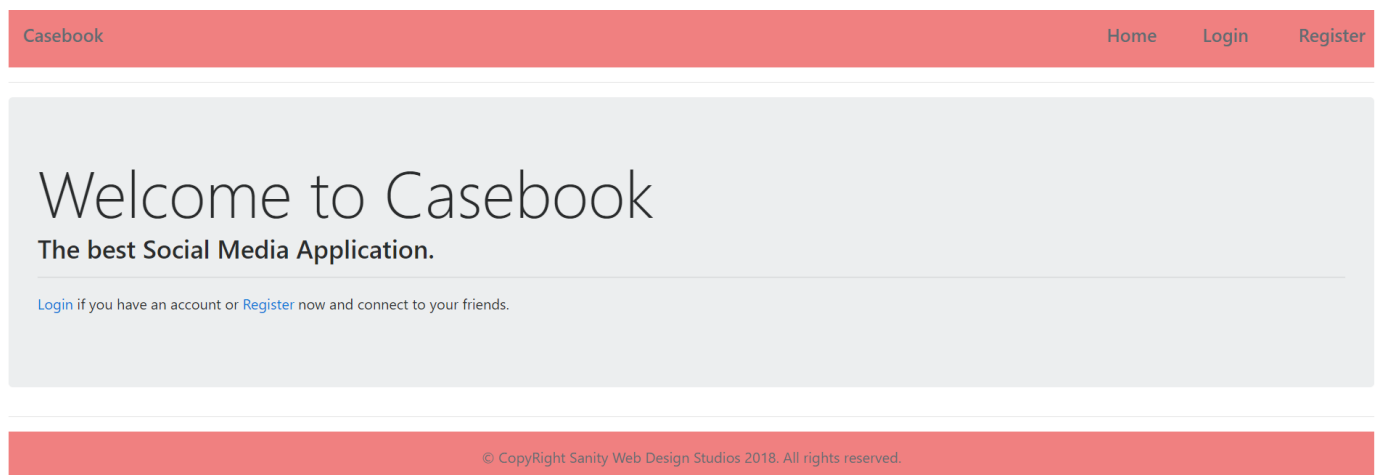 Casebook Home Login Register
Welcome to Casebook
The best Social Media Application.
Login if you have an account or Register now and connect to your friends.
© CopyRight Sanity Web Design Studios 2018. All rights reserved.